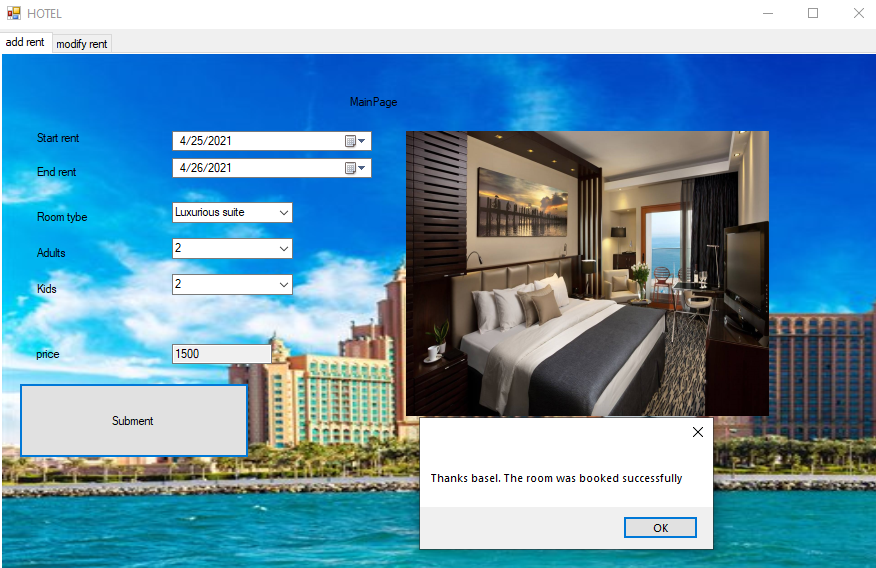 HOTEL
add rent modify rent
MainPage
Start rent 4/25/2021
End rent 4/26/2021
Room tybe Luxurious suite
Adults 2
Kids 2
price 1500
Subment
Thanks basel. The room was booked successfully
OK